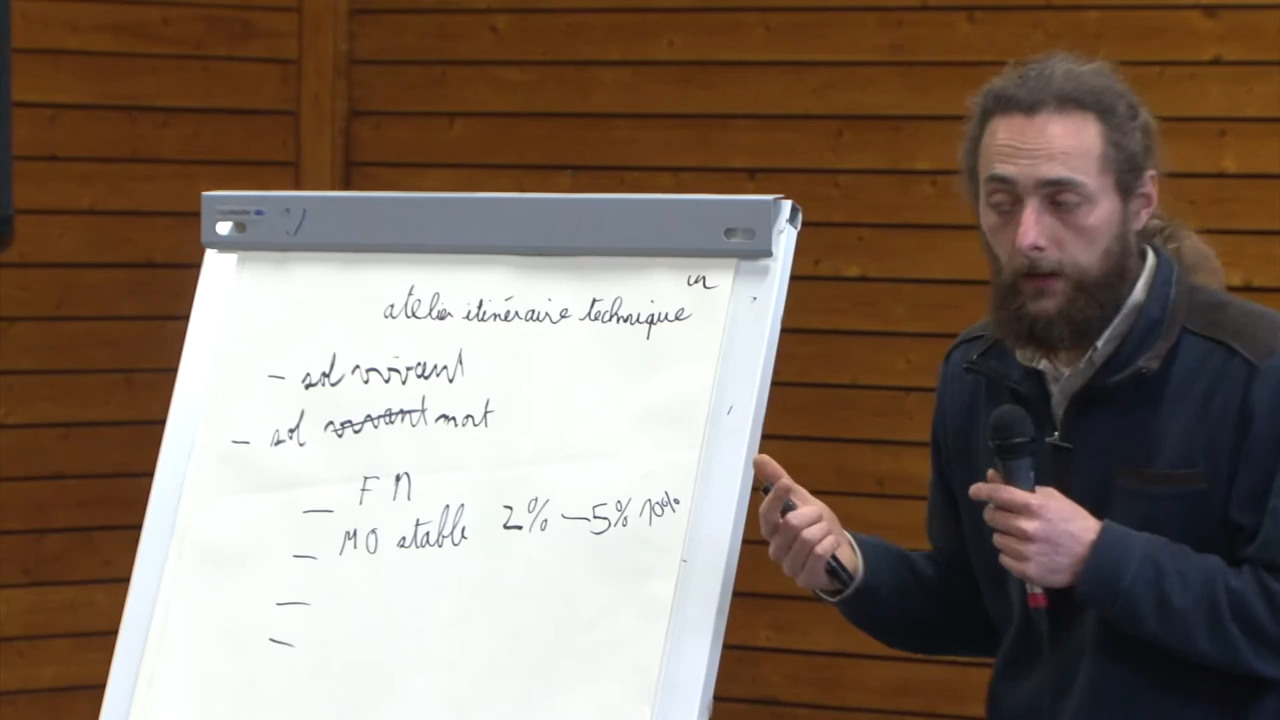 atelier itinéraire technique
- sol vivant
- sol vivant mort
- F M
- MO stable 2% - 5% 10%
-
-